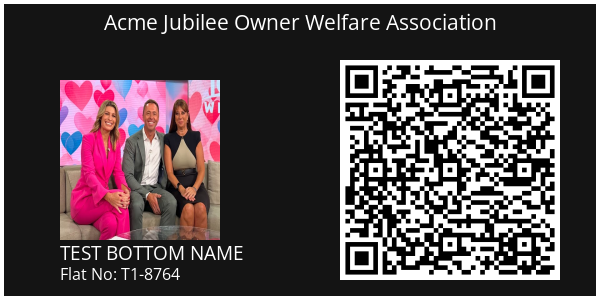 Acme Jubilee Owner Welfare Association
TEST BOTTOM NAME
Flat No: T1-8764